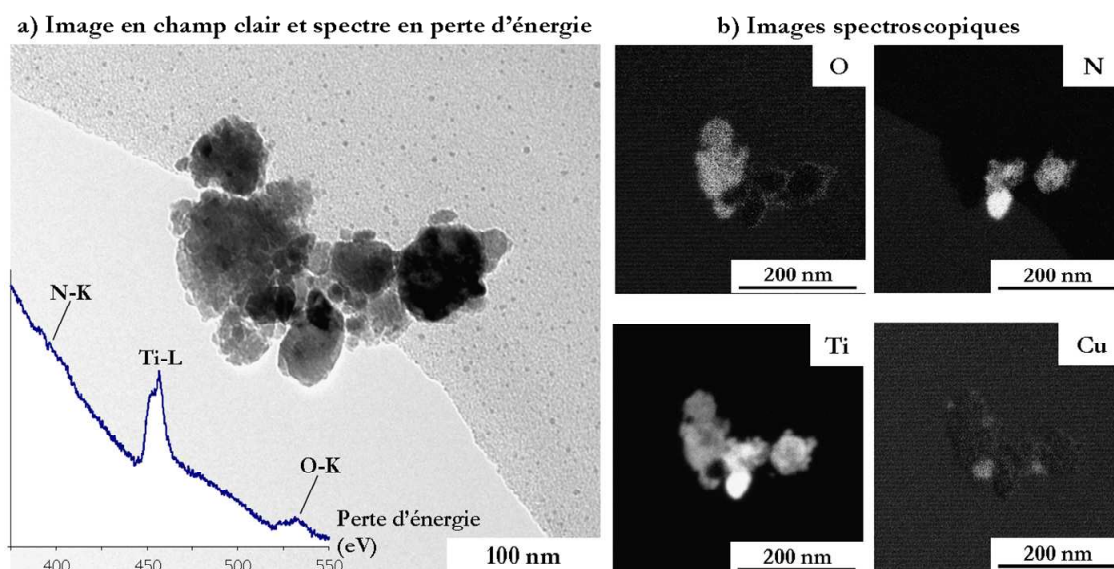 a) Image en champ clair et spectre en perte d'énergie
N-K
Ti-L
O-K
Perte d'énergie
(eV)
400
450
500
550
100 nm
b) Images spectroscopiques
O
200 nm
N
200 nm
Ti
200 nm
Cu
200 nm